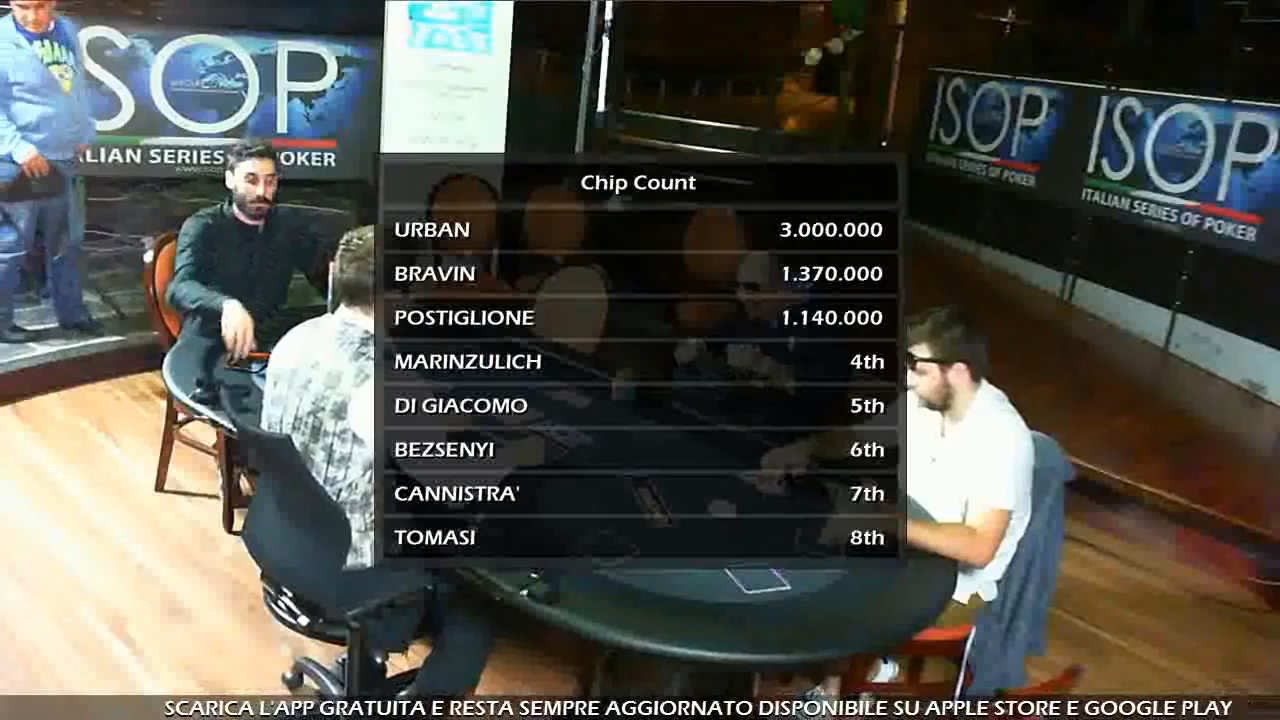 ISOP
ALIAN SERIES POKER
ISOP
ITALIAN SERIES OF POKER
ISOP
ITALIAN SERIES OF POKER
Chip Count
URBAN 3.000.000
BRAVIN 1.370.000
POSTIGLIONE 1.140.000
MARINZULICH 4th
DI GIACOMO 5th
BEZSENYI 6th
CANNISTRA' 7th
TOMASI 8th
SCARICA L'APP GRATUITA E RESTA SEMPRE AGGIORNATO DISPONIBILE SU APPLE STORE E GOOGLE PLAY